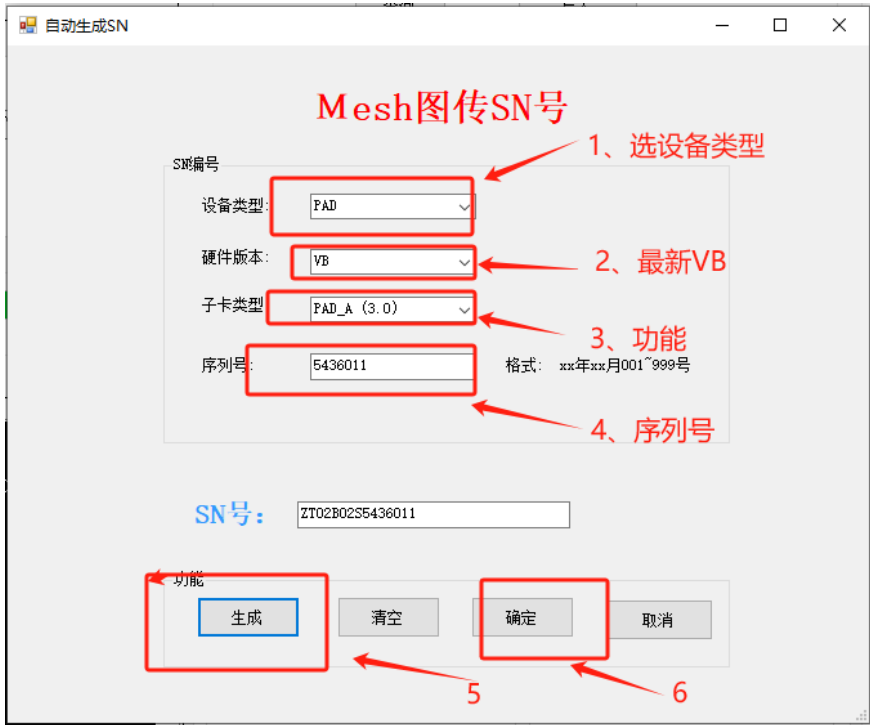 自动生成SN
Mesh图传SN号
1、选设备类型
SN编号
设备类型: PAD
硬件版本: VB
2、最新VB
子卡类型 PAD_A (3.0)
3、功能
序列号: 5436011 格式: xx年xx月001~999号
4、序列号
SN号: ZT02B02S5436011
功能
生成 清空 确定 取消
5 6